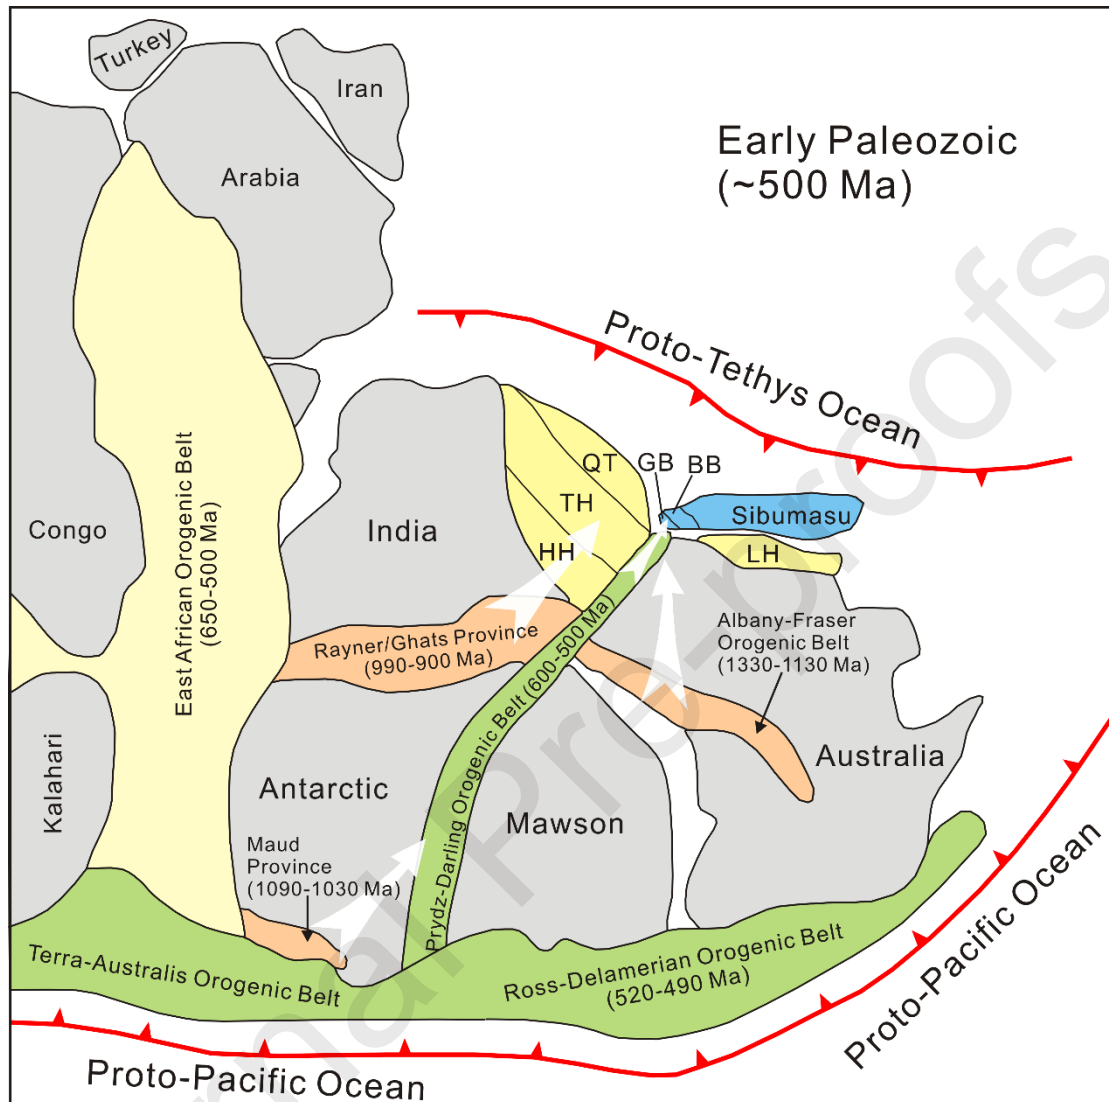 Turkey
Iran
Arabia
Early Paleozoic
(~500 Ma)
Proto-Tethys Ocean
QT
GB
BB
TH
Sibumasu
India
Congo
HH
LH
East African Orogenic Belt
(650-500 Ma)
Rayner/Ghats Province
(990-900 Ma)
Albany-Fraser
Orogenic Belt
(1330-1130 Ma)
Prydz-Darling Orogenic Belt (600-500 Ma)
Kalahari
Antarctic
Mawson
Australia
Maud
Province
(1090-1030 Ma)
Terra-Australis Orogenic Belt
Ross-Delamerian Orogenic Belt
(520-490 Ma)
Proto-Pacific Ocean
Proto-Pacific Ocean
nal Pre-proofs